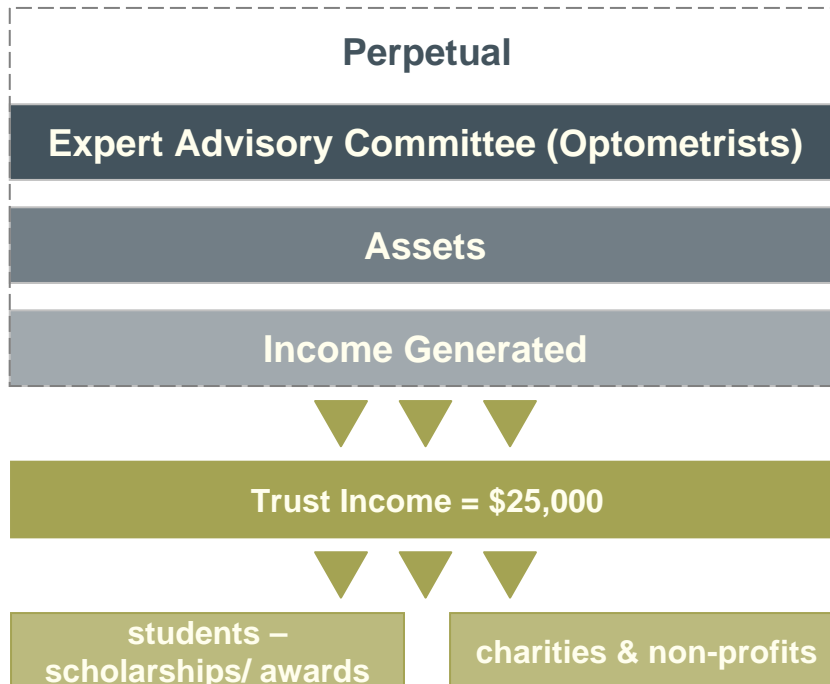 Perpetual
Expert Advisory Committee (Optometrists)
Assets
Income Generated
Trust Income = $25,000
students –
scholarships/ awards
charities & non-profits